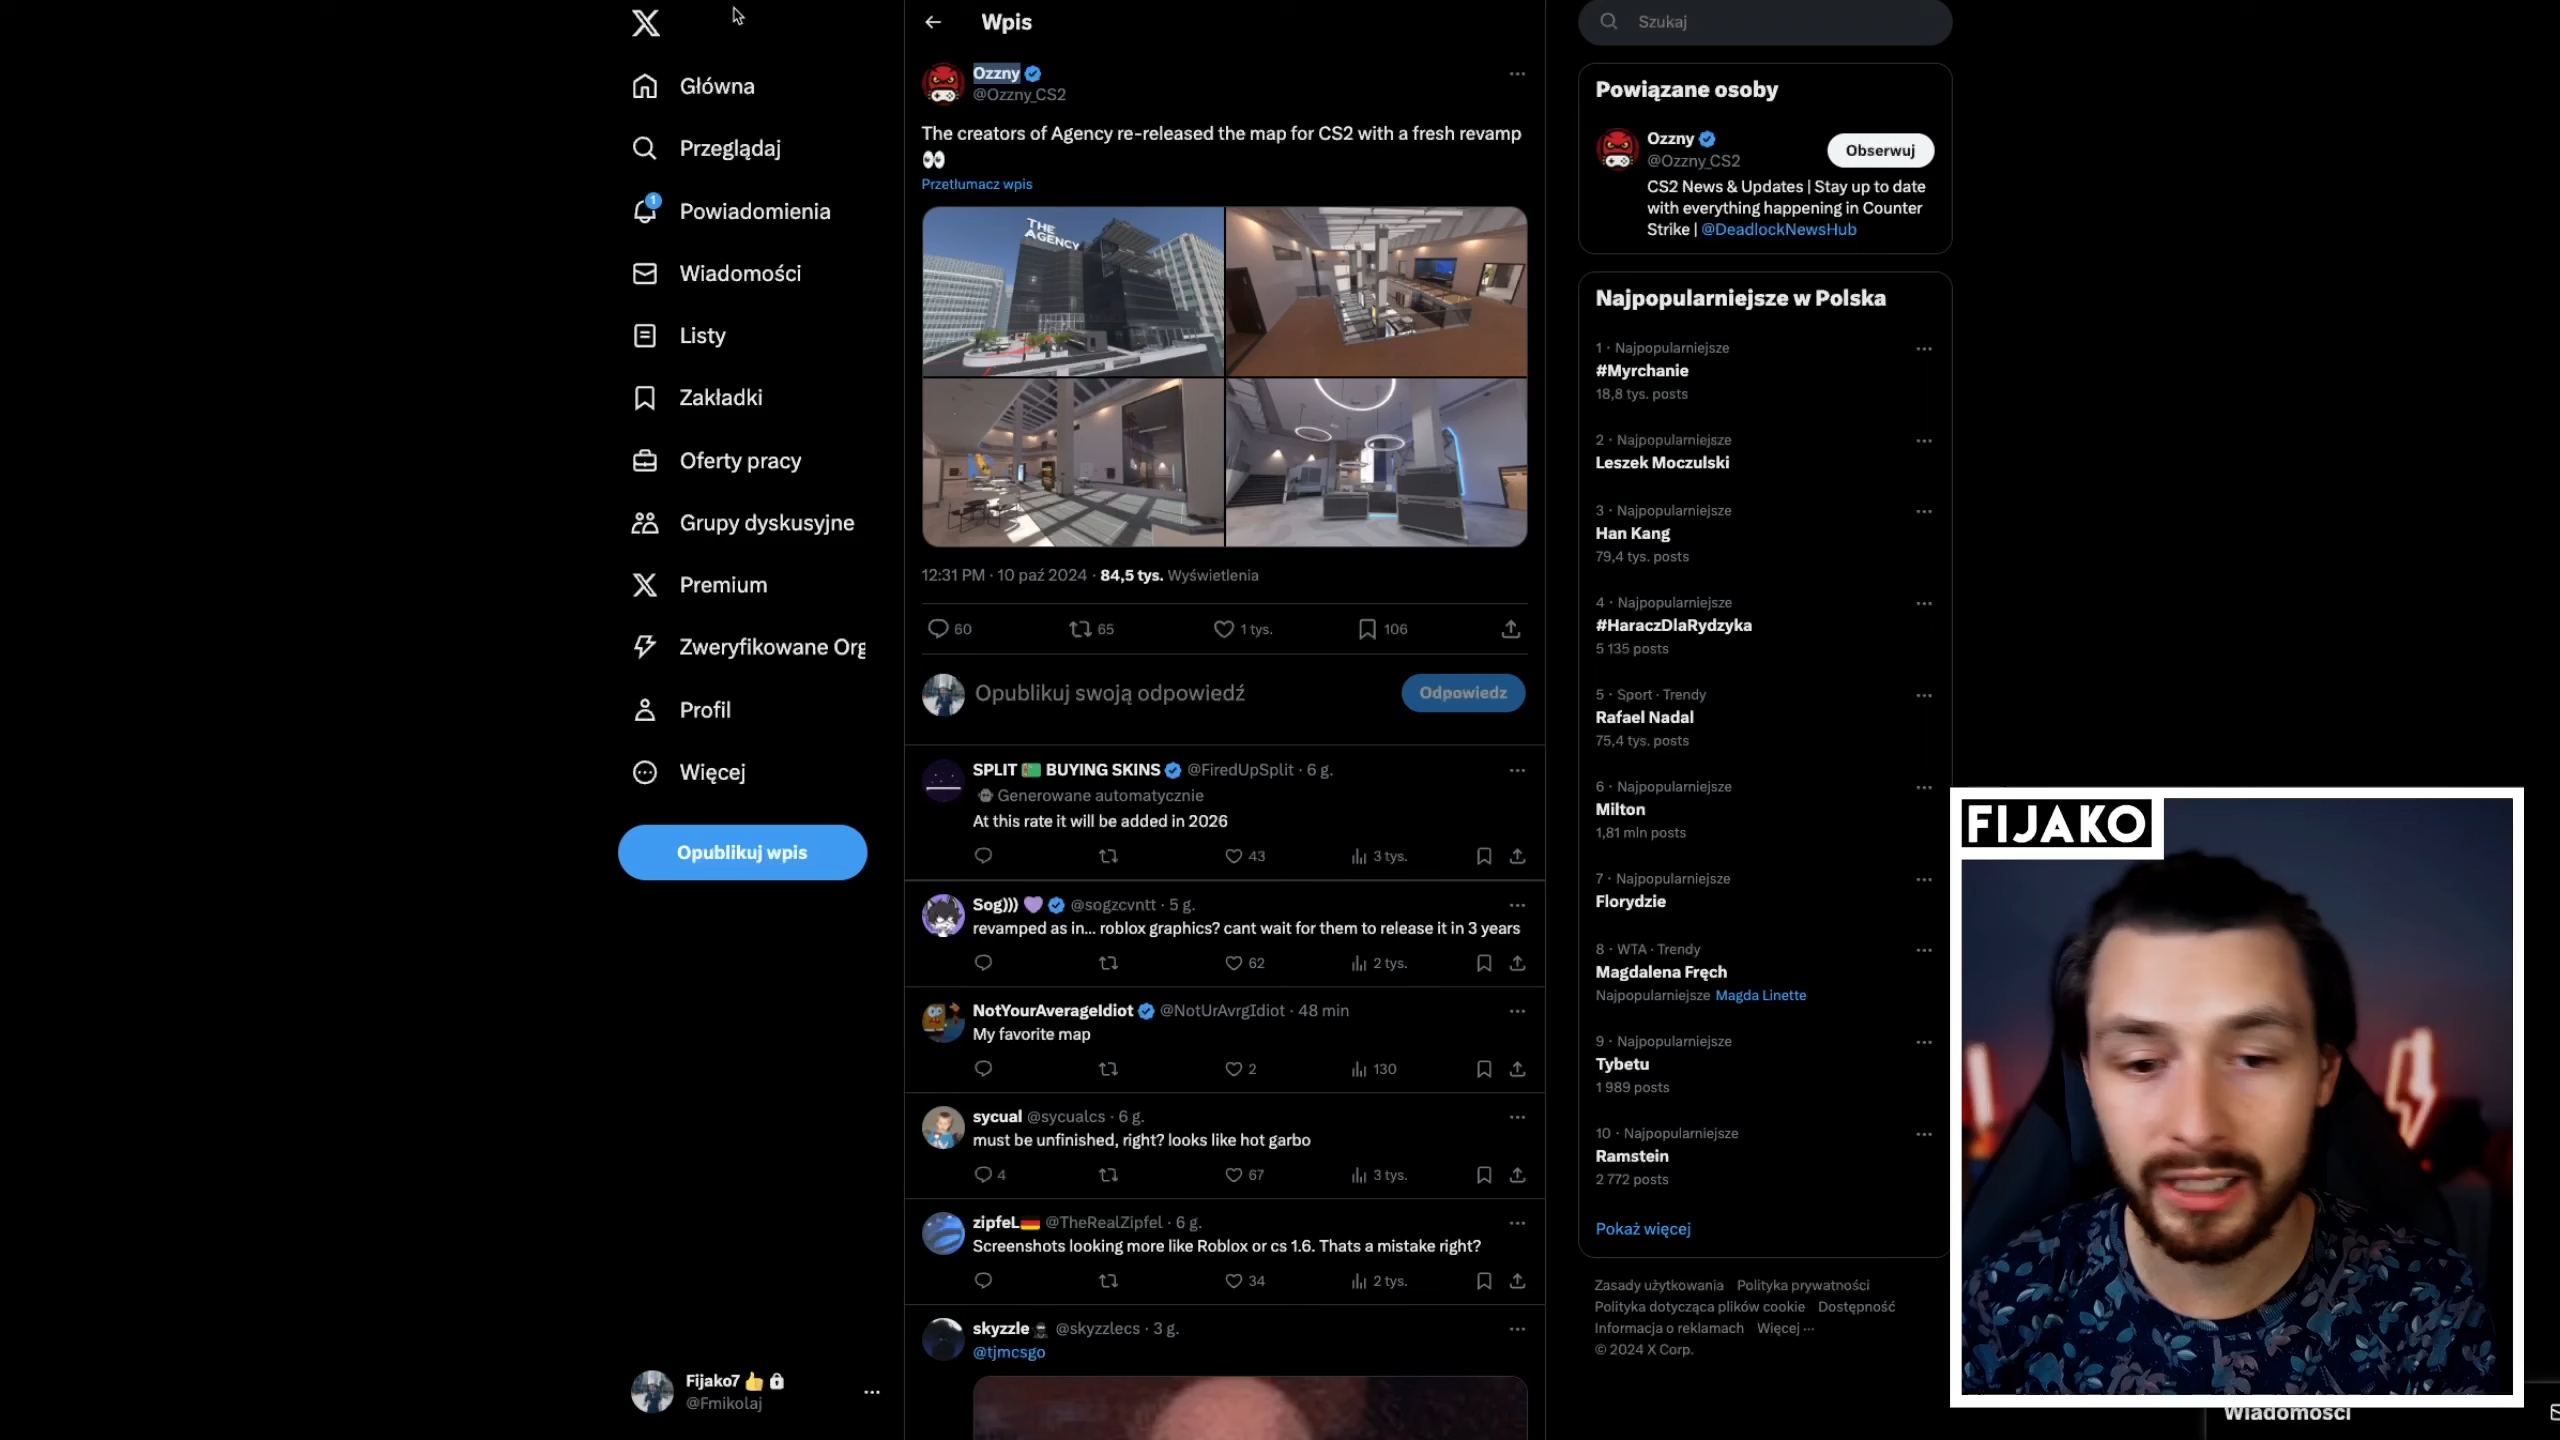 Główna
Przeglądaj
1
Powiadomienia
Wiadomości
Listy
Zakładki
Oferty pracy
Grupy dyskusyjne
Premium
Zweryfikowane Org
Profil
Więcej
Opublikuj wpis
Fijako7 👍
@Fmikolaj
Wpis
Ozzny
@Ozzny_CS2
The creators of Agency re-released the map for CS2 with a fresh revamp
👀
Przetłumacz wpis
THE
AGENCY
12:31 PM · 10 paź 2024 · 84,5 tys. Wyświetlenia
60 65 1 tys. 106
Opublikuj swoją odpowiedź
Odpowiedz
SPLIT 🇹🇲 BUYING SKINS @FiredUpSplit · 6 g.
Generowane automatycznie
At this rate it will be added in 2026
43 3 tys.
Sog))) 💜 @sogzcvntt · 5 g.
revamped as in... roblox graphics? cant wait for them to release it in 3 years
62 2 tys.
NotYourAverageIdiot @NotUrAvrgIdiot · 48 min
My favorite map
2 130
sycual @sycualcs · 6 g.
must be unfinished, right? looks like hot garbo
4 67 3 tys.
zipfeL🇩🇪 @TheRealZipfel · 6 g.
Screenshots looking more like Roblox or cs 1.6. Thats a mistake right?
34 2 tys.
skyzzle @skyzzlecs · 3 g.
@tjmcsgo
Szukaj
Powiązane osoby
Ozzny
@Ozzny_CS2
Obserwuj
CS2 News & Updates | Stay up to date
with everything happening in Counter
Strike | @DeadlockNewsHub
Najpopularniejsze w Polska
1 · Najpopularniejsze
#Myrchanie
18,8 tys. posts
2 · Najpopularniejsze
Leszek Moczulski
3 · Najpopularniejsze
Han Kang
79,4 tys. posts
4 · Najpopularniejsze
#HaraczDlaRydzyka
5 135 posts
5 · Sport · Trendy
Rafael Nadal
75,4 tys. posts
6 · Najpopularniejsze
Milton
1,81 mln posts
7 · Najpopularniejsze
Florydzie
8 · WTA · Trendy
Magdalena Fręch
Najpopularniejsze Magda Linette
9 · Najpopularniejsze
Tybetu
1 989 posts
10 · Najpopularniejsze
Ramstein
2 772 posts
Pokaż więcej
Zasady użytkowania Polityka prywatności
Polityka dotycząca plików cookie Dostępność
Informacja o reklamach Więcej ···
© 2024 X Corp.
FIJAKO
Wiadomości